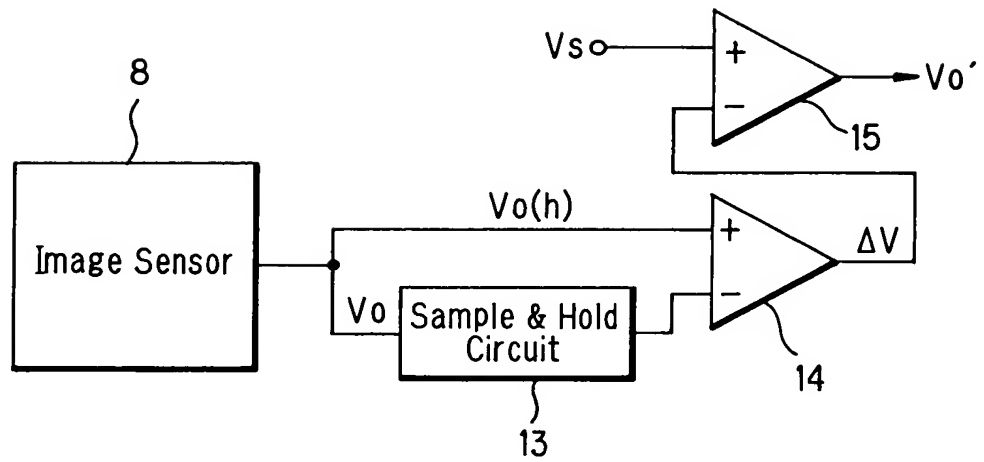 8
Image Sensor
Vs
+
−
Vo´
15
Vo(h)
Vo
Sample & Hold
Circuit
13
+
−
ΔV
14